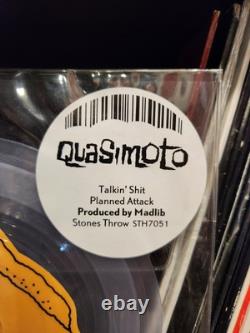 QUASIMOTO
Talkin' Shit
Planned Attack
Produced by Madlib
Stones Throw STH7051